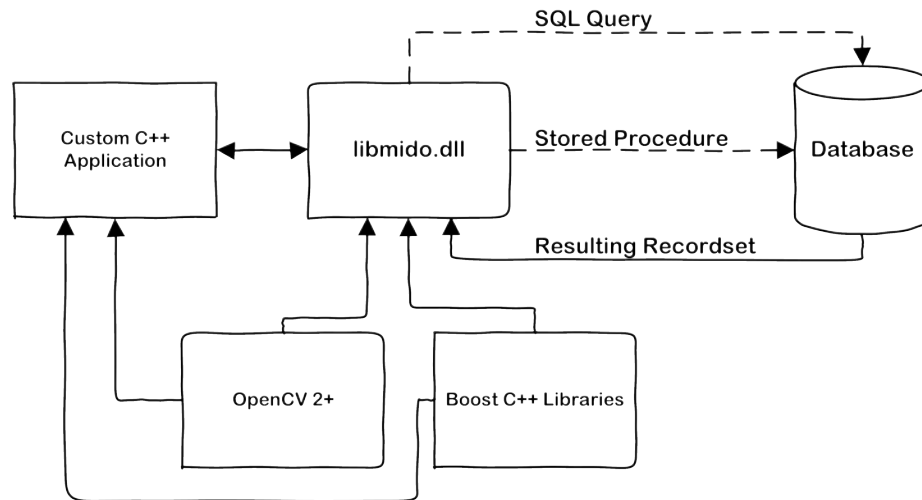 SQL Query
Custom C++
Application
libmido.dll
Stored Procedure
Database
Resulting Recordset
OpenCV 2+
Boost C++ Libraries